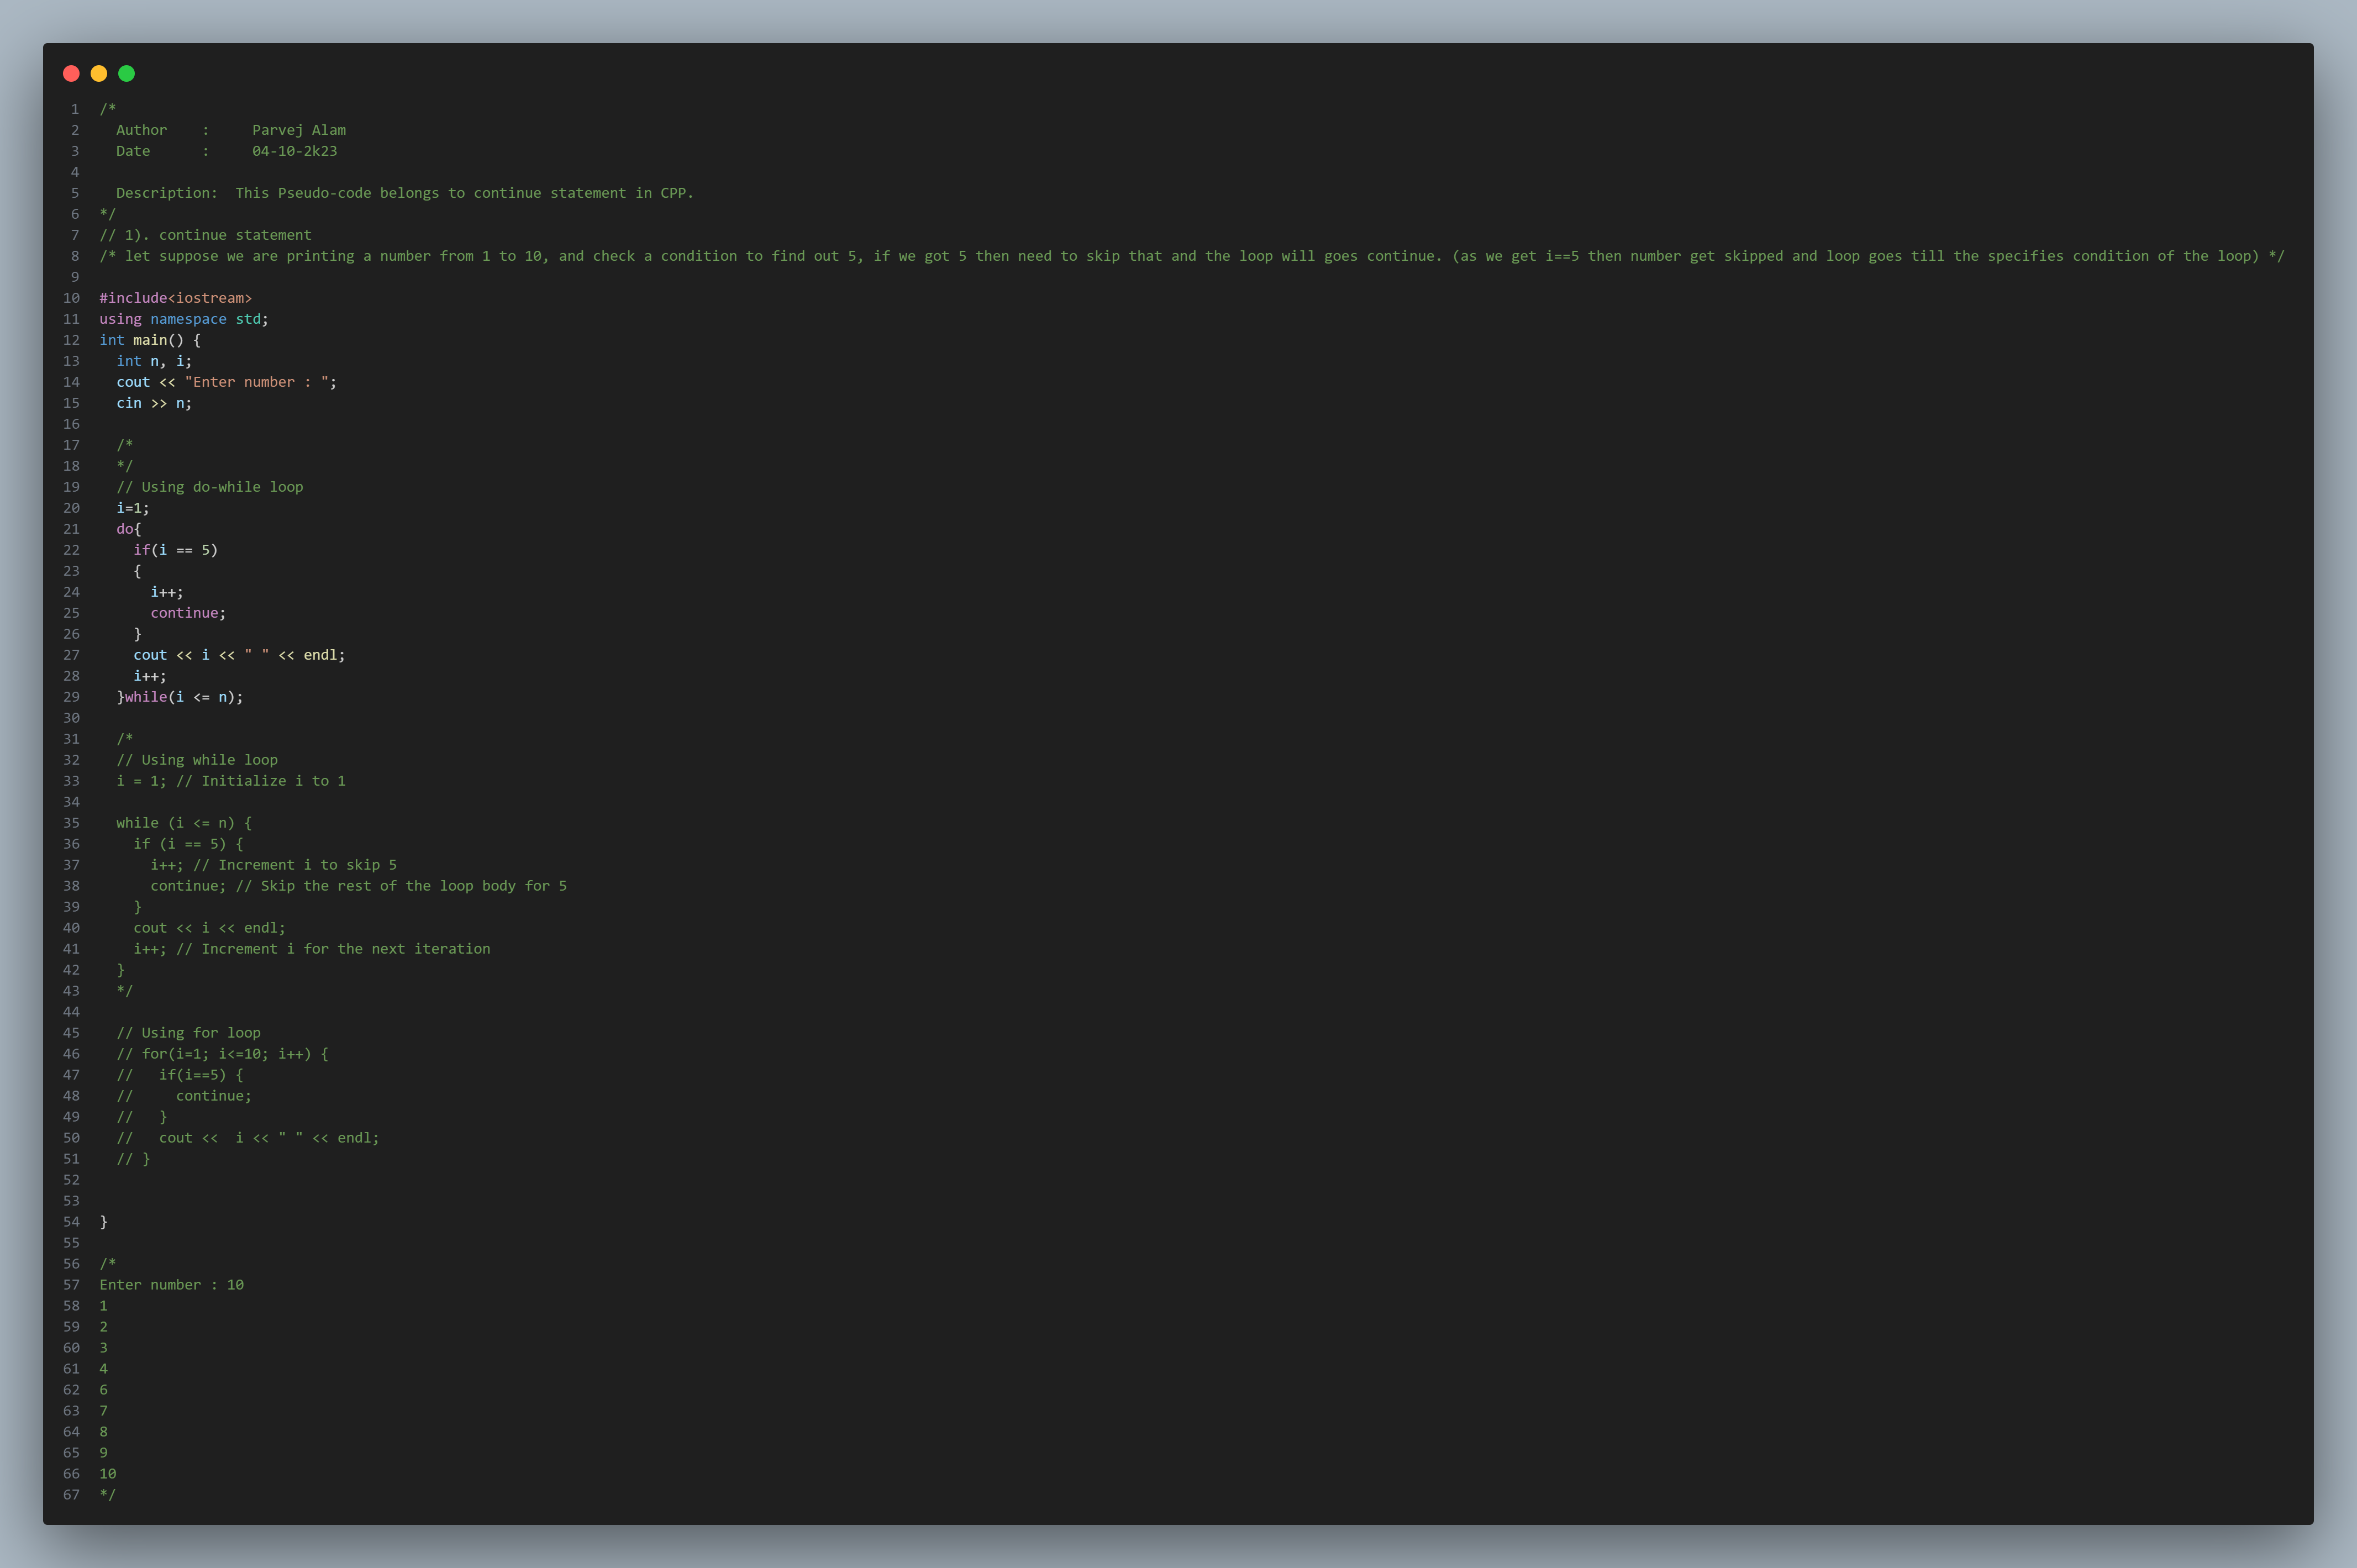 1 /*
2 Author : Parvej Alam
3 Date : 04-10-2k23
4
5 Description: This Pseudo-code belongs to continue statement in CPP.
6 */
7 // 1). continue statement
8 /* let suppose we are printing a number from 1 to 10, and check a condition to find out 5, if we got 5 then need to skip that and the loop will goes continue. (as we get i==5 then number get skipped and loop goes till the specifies condition of the loop) */
9
10 #include<iostream>
11 using namespace std;
12 int main() {
13   int n, i;
14   cout << "Enter number : ";
15   cin >> n;
16
17   /*
18   */
19   // Using do-while loop
20   i=1;
21   do{
22     if(i == 5)
23     {
24       i++;
25       continue;
26     }
27     cout << i << " " << endl;
28     i++;
29   }while(i <= n);
30
31   /*
32   // Using while loop
33   i = 1; // Initialize i to 1
34
35   while (i <= n) {
36     if (i == 5) {
37       i++; // Increment i to skip 5
38       continue; // Skip the rest of the loop body for 5
39     }
40     cout << i << endl;
41     i++; // Increment i for the next iteration
42   }
43   */
44
45   // Using for loop
46   // for(i=1; i<=10; i++) {
47   //   if(i==5) {
48   //     continue;
49   //   }
50   //   cout <<  i << " " << endl;
51   // }
52
53
54 }
55
56 /*
57 Enter number : 10
58 1
59 2
60 3
61 4
62 6
63 7
64 8
65 9
66 10
67 */